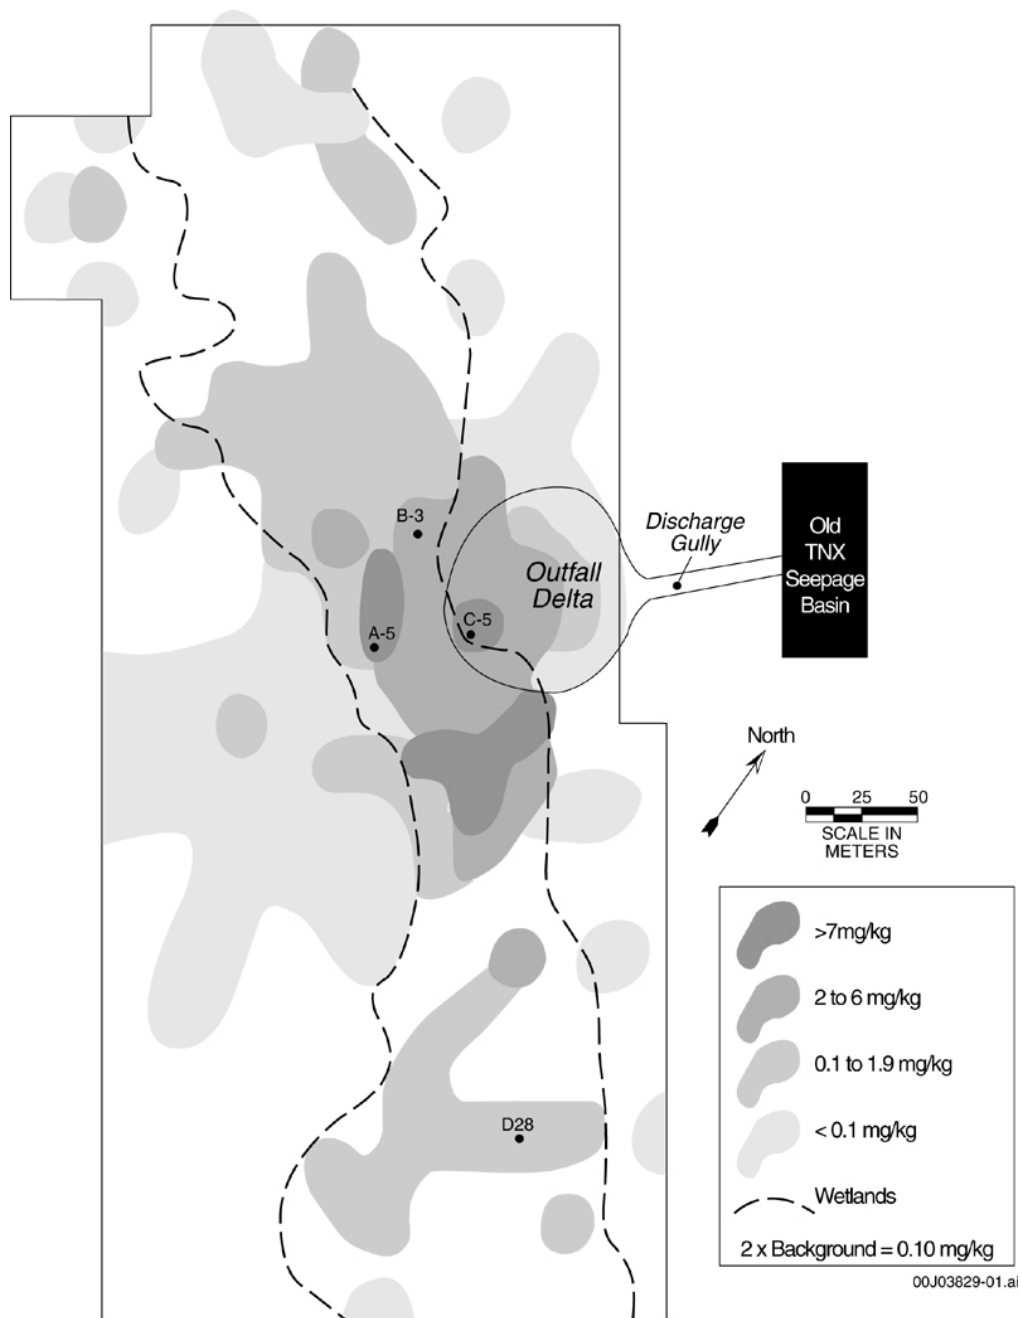 B-3
A-5
C-5
Outfall
Delta
Discharge
Gully
Old
TNX
Seepage
Basin
North
0 25 50
SCALE IN
METERS
D28
>7mg/kg
2 to 6 mg/kg
0.1 to 1.9 mg/kg
< 0.1 mg/kg
Wetlands
2 x Background = 0.10 mg/kg
00J03829-01.ai